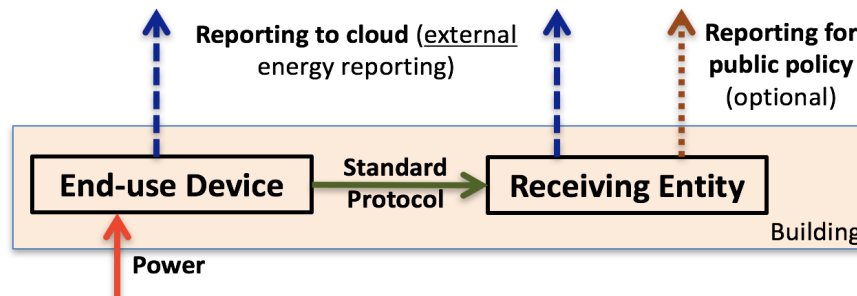 Reporting to cloud (external
energy reporting)
Reporting for
public policy
(optional)
End-use Device
Standard
Protocol
Receiving Entity
Building
Power